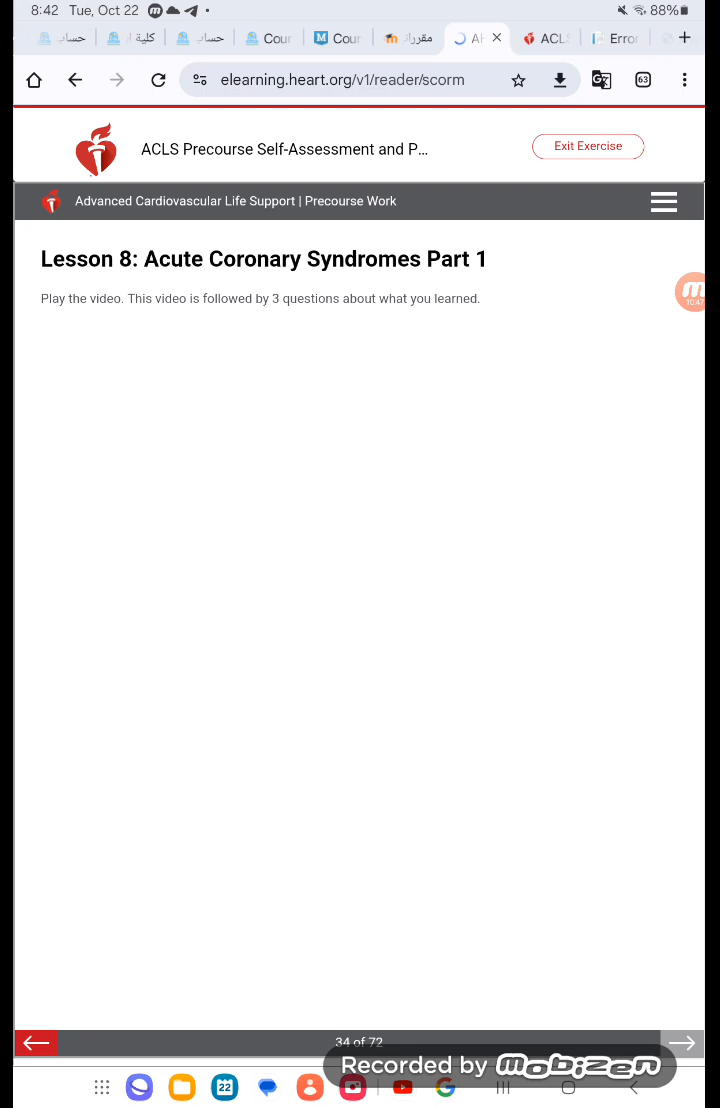 8:42 Tue, Oct 22
88%
حساب
كلية
حساب
Cour
M Cour
مقررات
AH
ACLS
Error
elearning.heart.org/v1/reader/scorm
63
ACLS Precourse Self-Assessment and P...
Exit Exercise
Advanced Cardiovascular Life Support | Precourse Work
Lesson 8: Acute Coronary Syndromes Part 1
Play the video. This video is followed by 3 questions about what you learned.
10:47
34 of 72
Recorded by mobizen
22